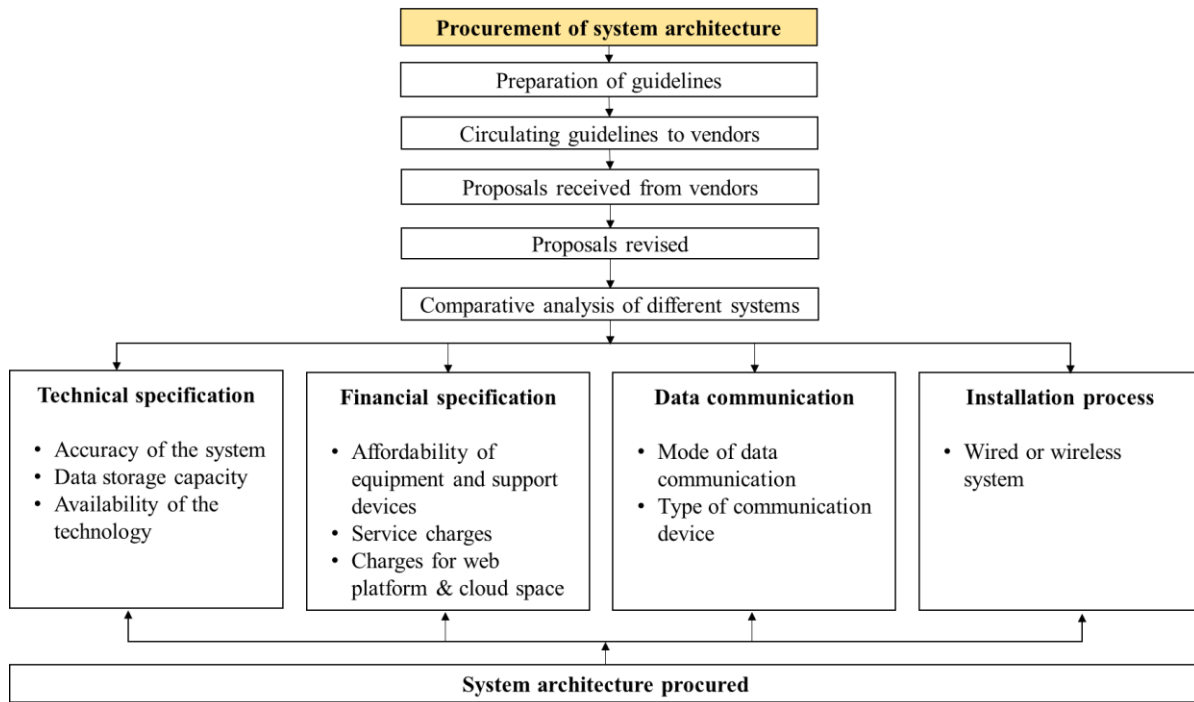 Procurement of system architecture
Preparation of guidelines
Circulating guidelines to vendors
Proposals received from vendors
Proposals revised
Comparative analysis of different systems
Technical specification
• Accuracy of the system
• Data storage capacity
• Availability of the
technology
Financial specification
• Affordability of
equipment and support
devices
• Service charges
• Charges for web
platform & cloud space
Data communication
• Mode of data
communication
• Type of communication
device
Installation process
• Wired or wireless
system
System architecture procured